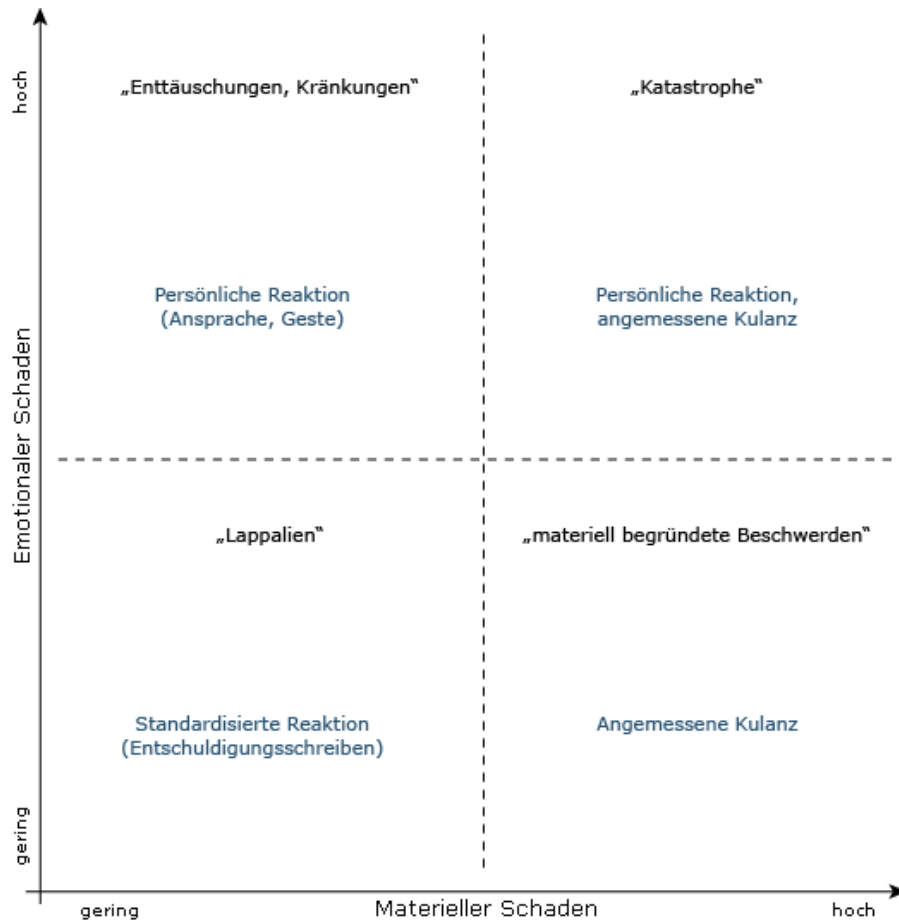 hoch
„Enttäuschungen, Kränkungen“
„Katastrophe“
Persönliche Reaktion
(Ansprache, Geste)
Persönliche Reaktion,
angemessene Kulanz
Emotionaler Schaden
„Lappalien“
„materiell begründete Beschwerden“
Standardisierte Reaktion
(Entschuldigungsschreiben)
Angemessene Kulanz
gering
gering
Materieller Schaden
hoch